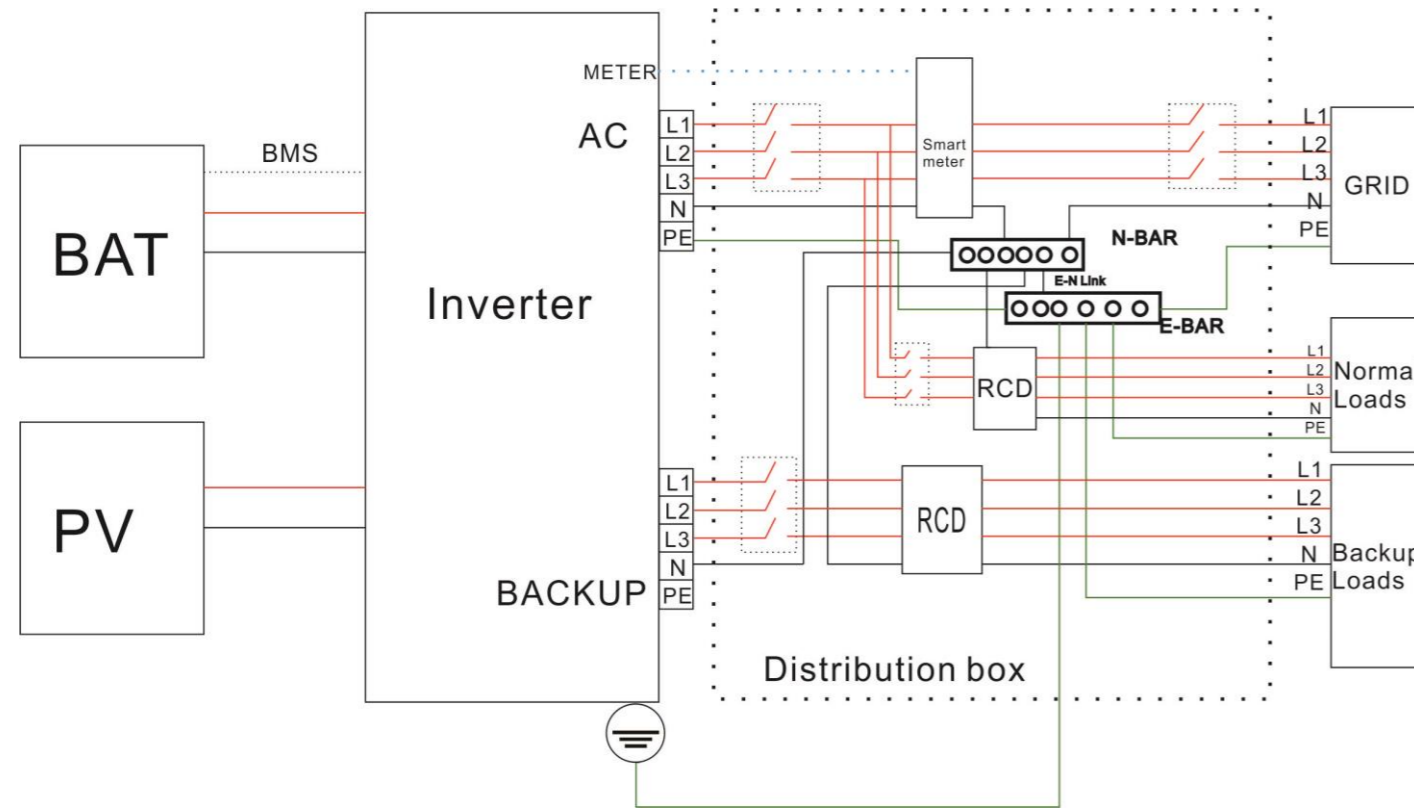 METER
AC
L1
L2
L3
N
PE
Smart
meter
L1
L2
L3
N
PE
GRID
BMS
BAT
Inverter
N-BAR
E-N Link
E-BAR
RCD
L1
L2
L3
N
PE
Norma
Loads
PV
L1
L2
L3
N
PE
BACKUP
RCD
L1
L2
L3
N
PE
Backup
Loads
Distribution box